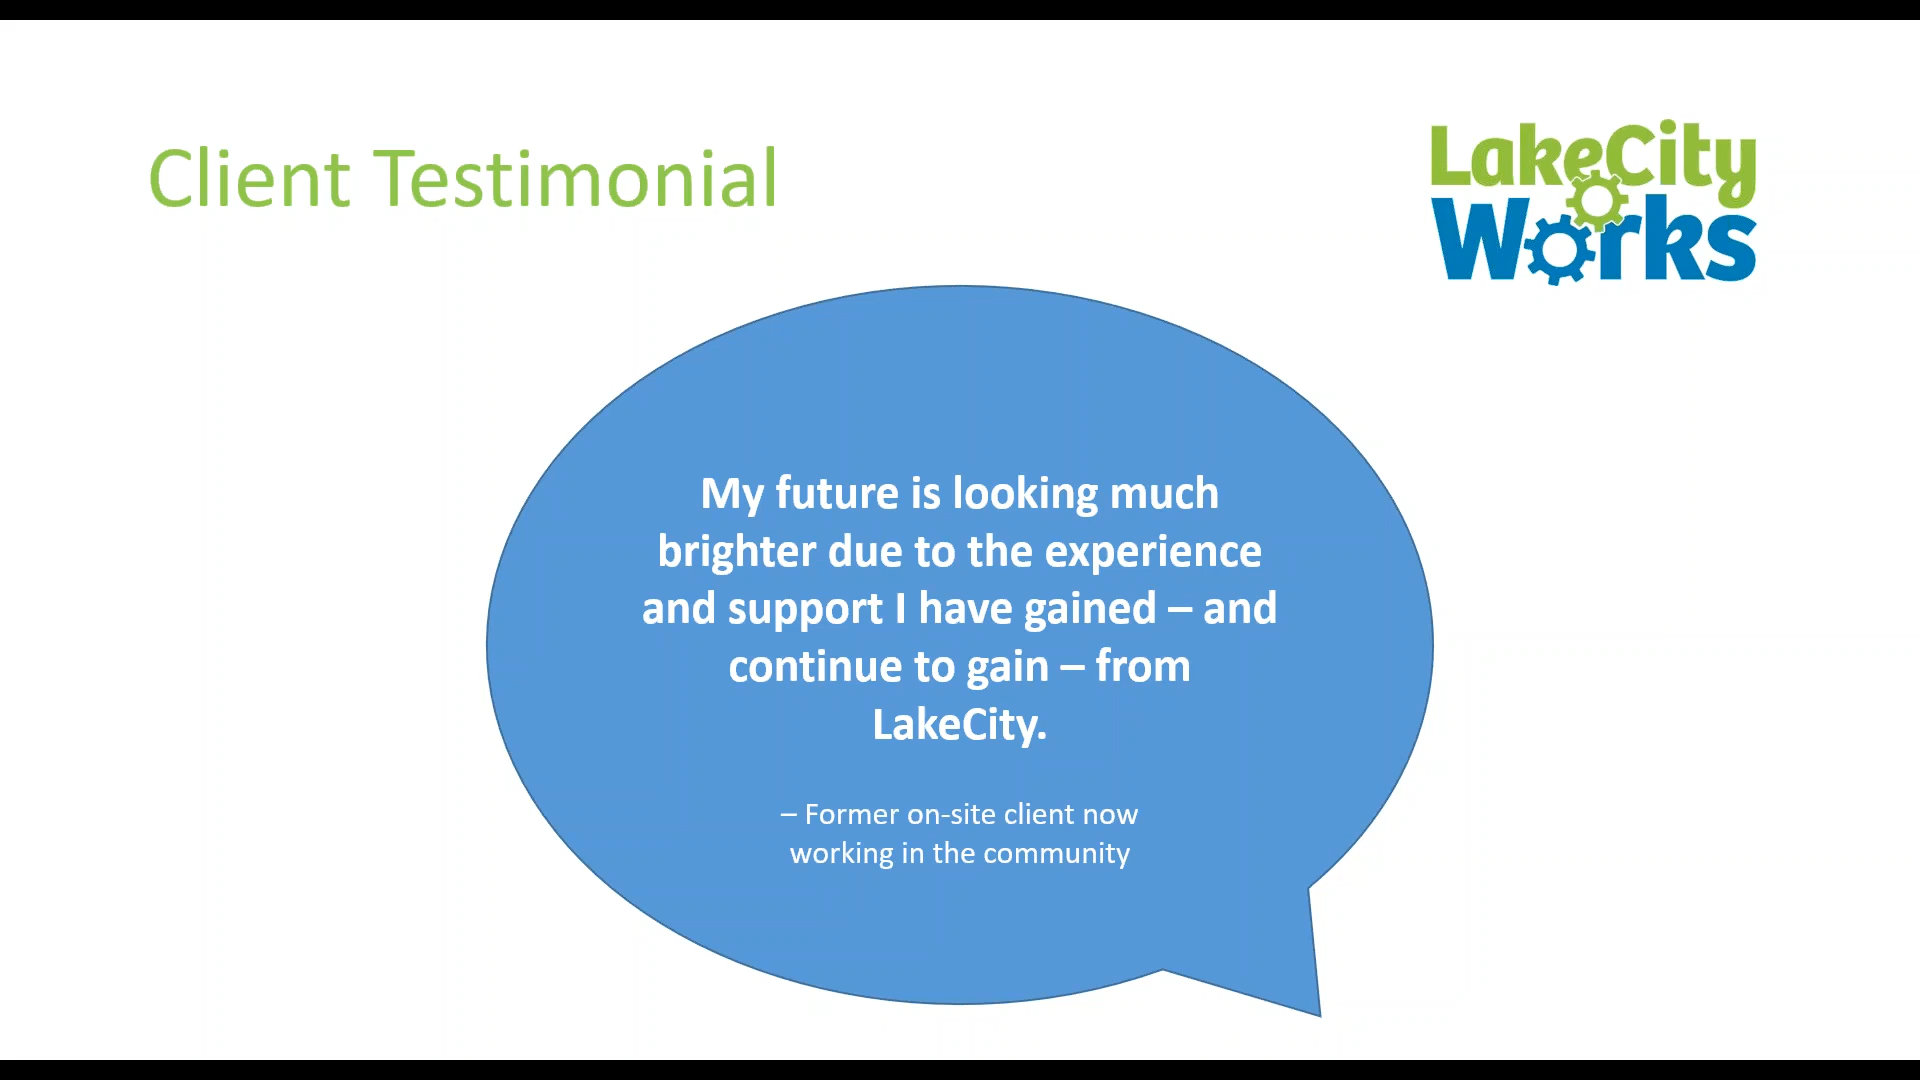 Client Testimonial
LakeCity
Works
My future is looking much
brighter due to the experience
and support I have gained – and
continue to gain – from
LakeCity.
– Former on-site client now
working in the community